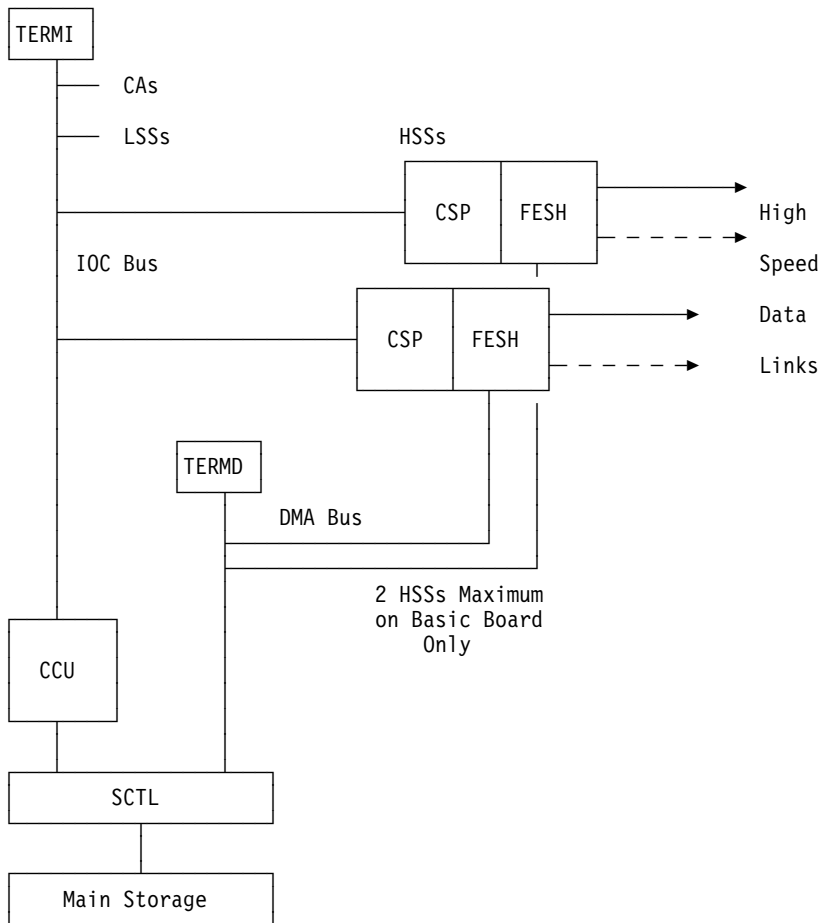 TERMI
CAs
LSSs
HSSs
CSP
FESH
High
IOC Bus
Speed
CSP
FESH
Data
Links
TERMD
DMA Bus
2 HSSs Maximum
on Basic Board
Only
CCU
SCTL
Main Storage